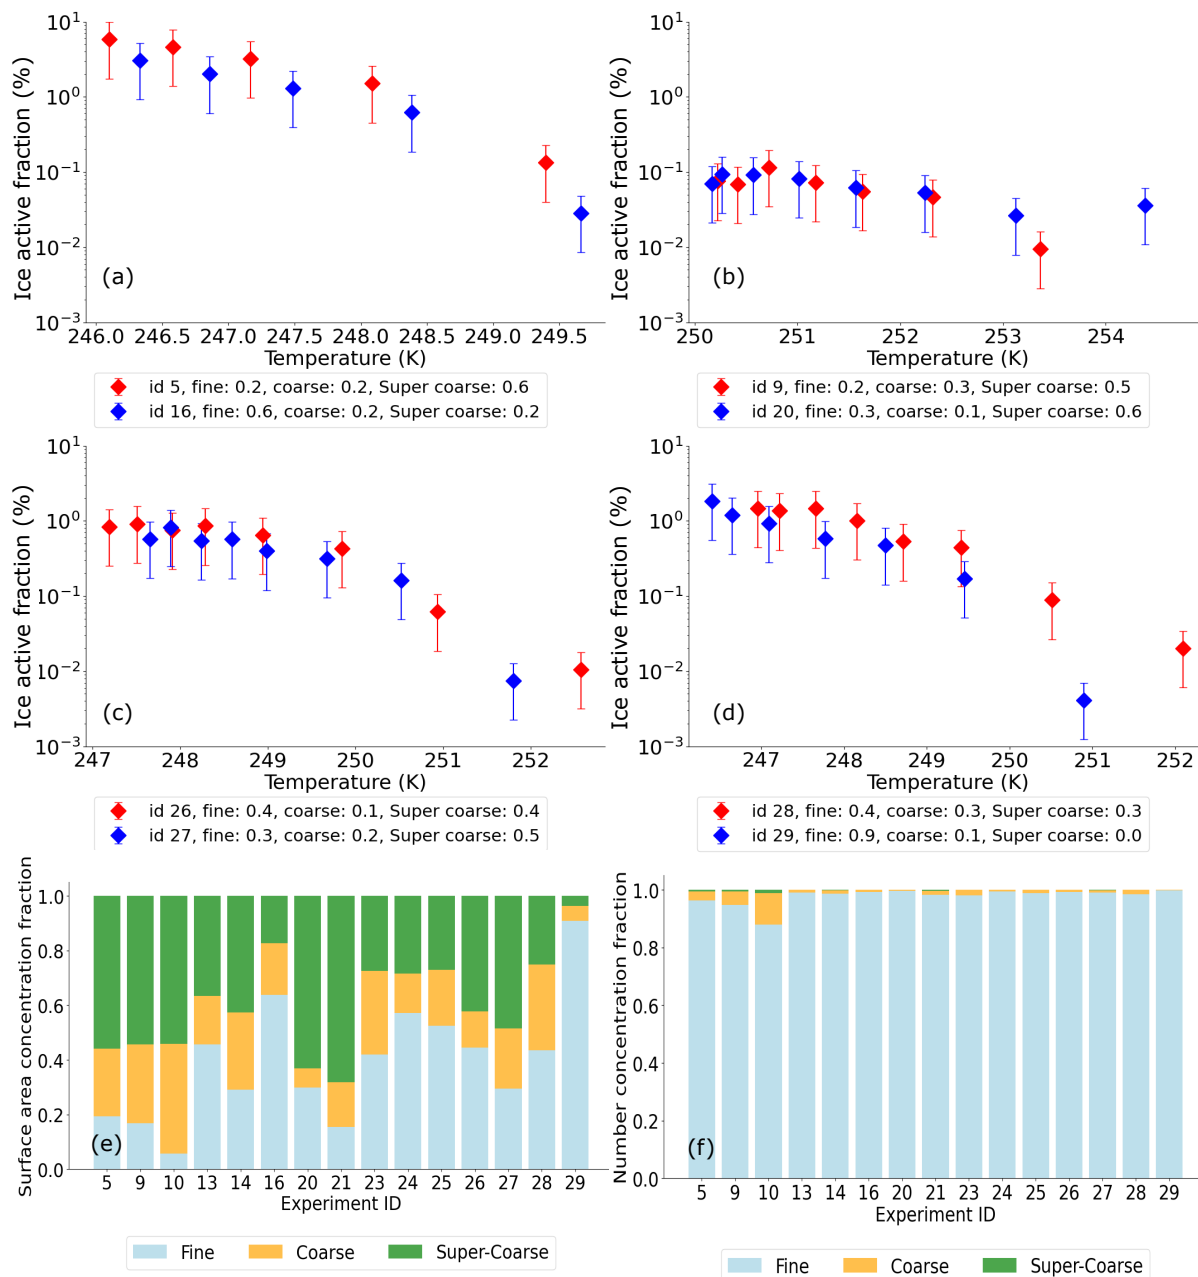 10^1
10^0
10^−1
10^−2
10^−3
Ice active fraction (%)
(a)
246.0 246.5 247.0 247.5 248.0 248.5 249.0 249.5
Temperature (K)
id 5, fine: 0.2, coarse: 0.2, Super coarse: 0.6
id 16, fine: 0.6, coarse: 0.2, Super coarse: 0.2
10^1
10^0
10^−1
10^−2
10^−3
Ice active fraction (%)
(b)
250 251 252 253 254
Temperature (K)
id 9, fine: 0.2, coarse: 0.3, Super coarse: 0.5
id 20, fine: 0.3, coarse: 0.1, Super coarse: 0.6
10^1
10^0
10^−1
10^−2
10^−3
Ice active fraction (%)
(c)
247 248 249 250 251 252
Temperature (K)
id 26, fine: 0.4, coarse: 0.1, Super coarse: 0.4
id 27, fine: 0.3, coarse: 0.2, Super coarse: 0.5
10^1
10^0
10^−1
10^−2
10^−3
Ice active fraction (%)
(d)
247 248 249 250 251 252
Temperature (K)
id 28, fine: 0.4, coarse: 0.3, Super coarse: 0.3
id 29, fine: 0.9, coarse: 0.1, Super coarse: 0.0
Surface area concentration fraction
1.0
0.8
0.6
0.4
0.2
0.0
(e)
5 9 10 13 14 16 20 21 23 24 25 26 27 28 29
Experiment ID
Fine Coarse Super-Coarse
Number concentration fraction
1.0
0.8
0.6
0.4
0.2
0.0
(f)
5 9 10 13 14 16 20 21 23 24 25 26 27 28 29
Experiment ID
Fine Coarse Super-Coarse